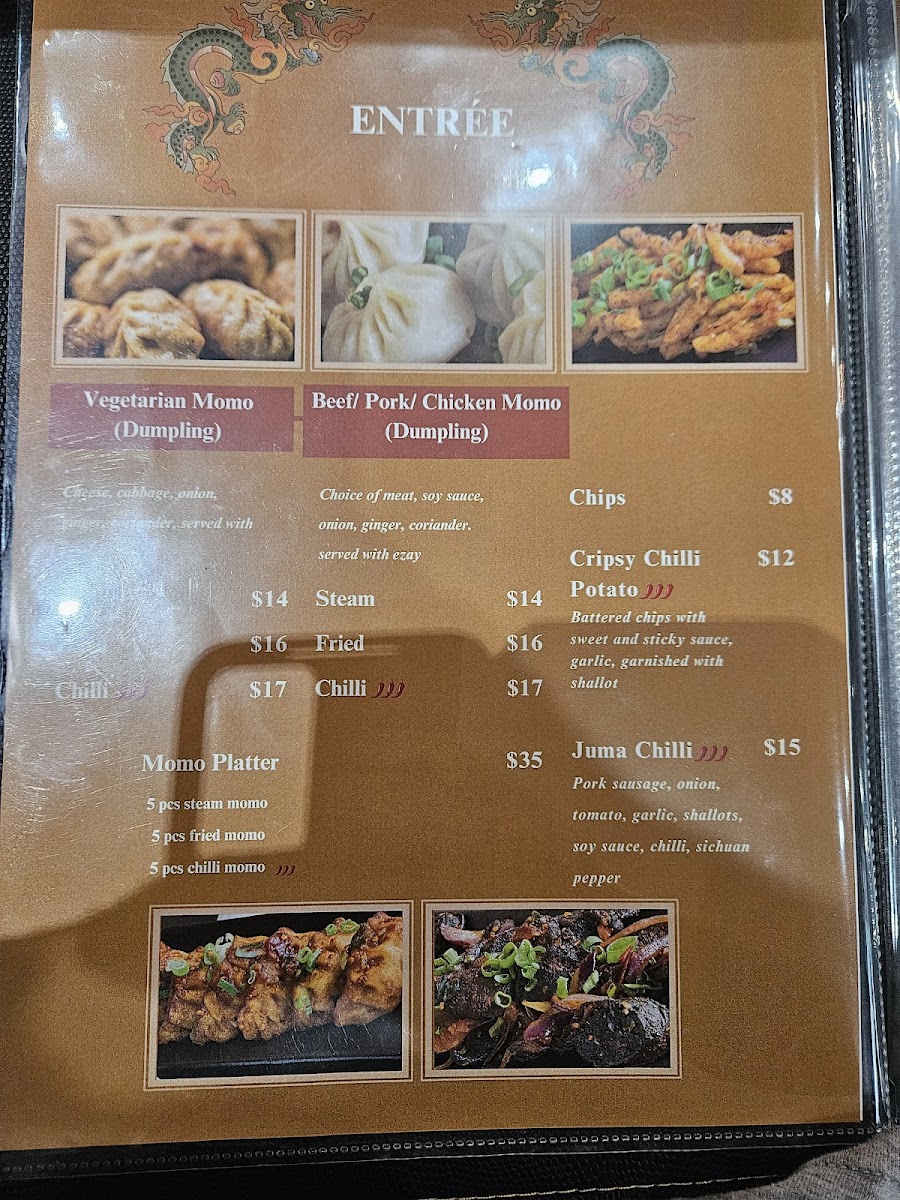 ENTRÉE
Vegetarian Momo
(Dumpling)
Cheese, cabbage, onion,
ginger, coriander, served with
$14
$16
Chilli $17
Beef/ Pork/ Chicken Momo
(Dumpling)
Choice of meat, soy sauce,
onion, ginger, coriander.
served with ezay
Steam $14
Fried $16
Chilli $17
Momo Platter $35
5 pcs steam momo
5 pcs fried momo
5 pcs chilli momo
Chips $8
Cripsy Chilli $12
Potato
Battered chips with
sweet and sticky sauce,
garlic, garnished with
shallot
Juma Chilli $15
Pork sausage, onion,
tomato, garlic, shallots,
soy sauce, chilli, sichuan
pepper